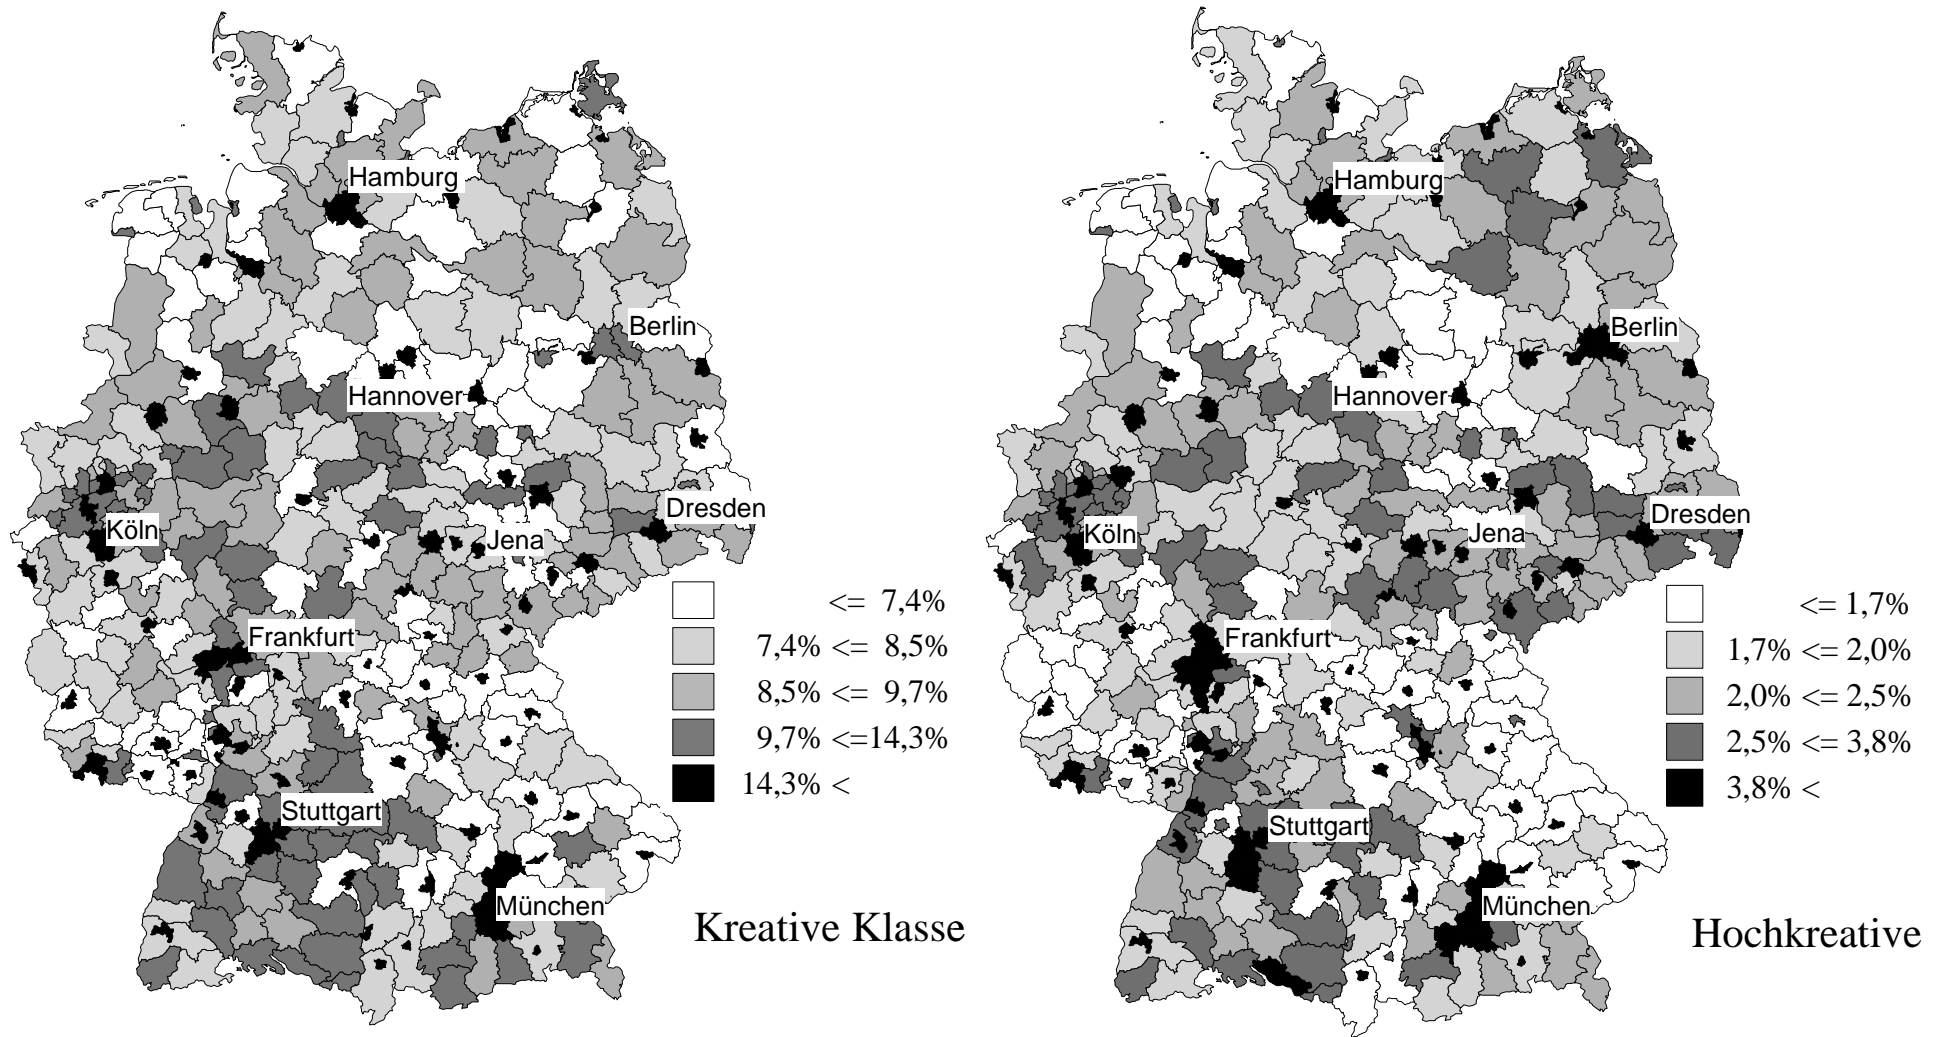 Hamburg
Berlin
Hannover
Köln
Jena
Dresden
Frankfurt
Stuttgart
München
<= 7,4%
7,4% <= 8,5%
8,5% <= 9,7%
9,7% <=14,3%
14,3% <
Kreative Klasse
Hamburg
Berlin
Hannover
Köln
Jena
Dresden
Frankfurt
Stuttgart
München
<= 1,7%
1,7% <= 2,0%
2,0% <= 2,5%
2,5% <= 3,8%
3,8% <
Hochkreative